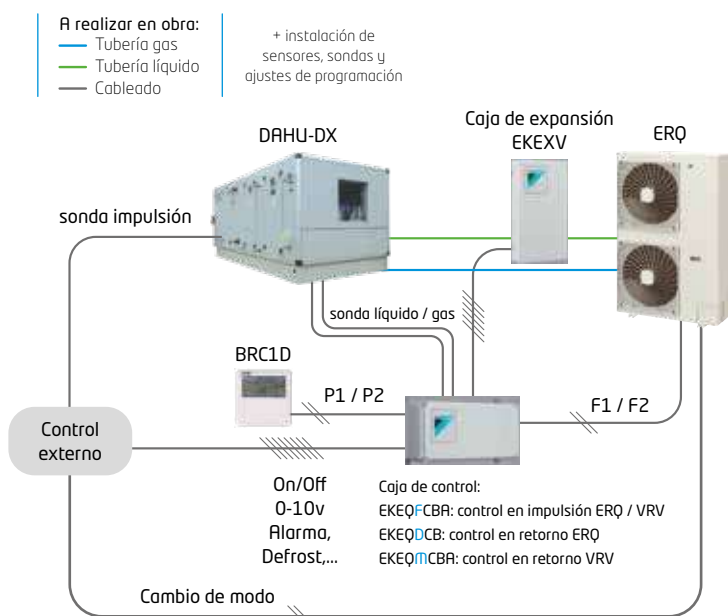 A realizar en obra:
Tubería gas
Tubería líquido
Cableado
+ instalación de
sensores, sondas y
ajustes de programación
DAHU-DX
Caja de expansión
EKEXV
ERQ
sonda impulsión
sonda líquido / gas
BRC1D
P1 / P2
F1 / F2
Control
externo
On/Off
0-10v
Alarma,
Defrost,...
Caja de control:
EKEQFCBA: control en impulsión ERQ / VRV
EKEQDCB: control en retorno ERQ
EKEQMCBA: control en retorno VRV
Cambio de modo